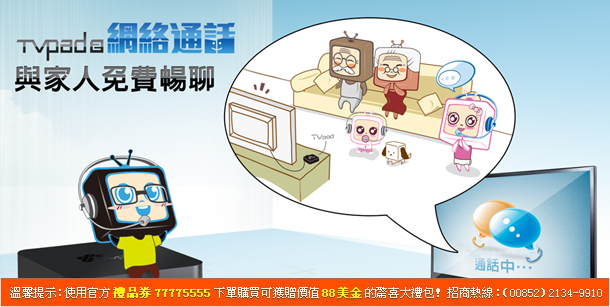 TVpad的網絡通話
與家人免費暢聊
TVpad
通話中...
溫馨提示：使用官方 禮品券 77775555 下單購買可獲贈價值 88美金 的驚喜大禮包！ 招商熱線：(00852) 2134-9910